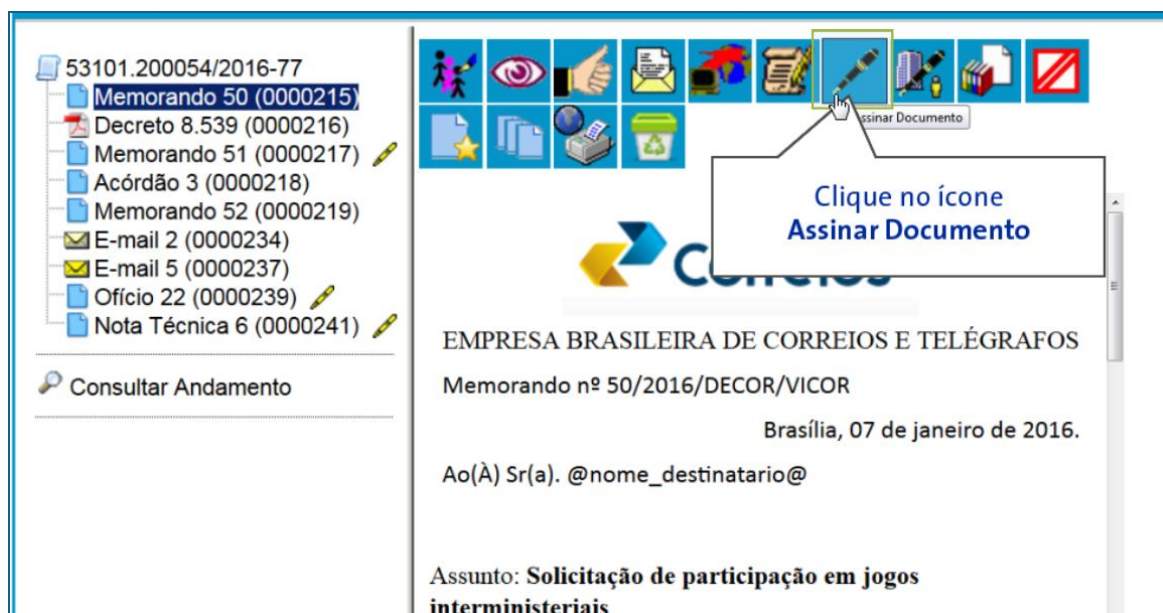 53101.200054/2016-77
Memorando 50 (0000215)
Decreto 8.539 (0000216)
Memorando 51 (0000217)
Acórdão 3 (0000218)
Memorando 52 (0000219)
E-mail 2 (0000234)
E-mail 5 (0000237)
Ofício 22 (0000239)
Nota Técnica 6 (0000241)
Consultar Andamento
Assinar Documento
Clique no ícone
Assinar Documento
Correios
EMPRESA BRASILEIRA DE CORREIOS E TELÉGRAFOS
Memorando nº 50/2016/DECOR/VICOR
Brasília, 07 de janeiro de 2016.
Ao(À) Sr(a). @nome_destinatario@
Assunto: Solicitação de participação em jogos
interministeriais